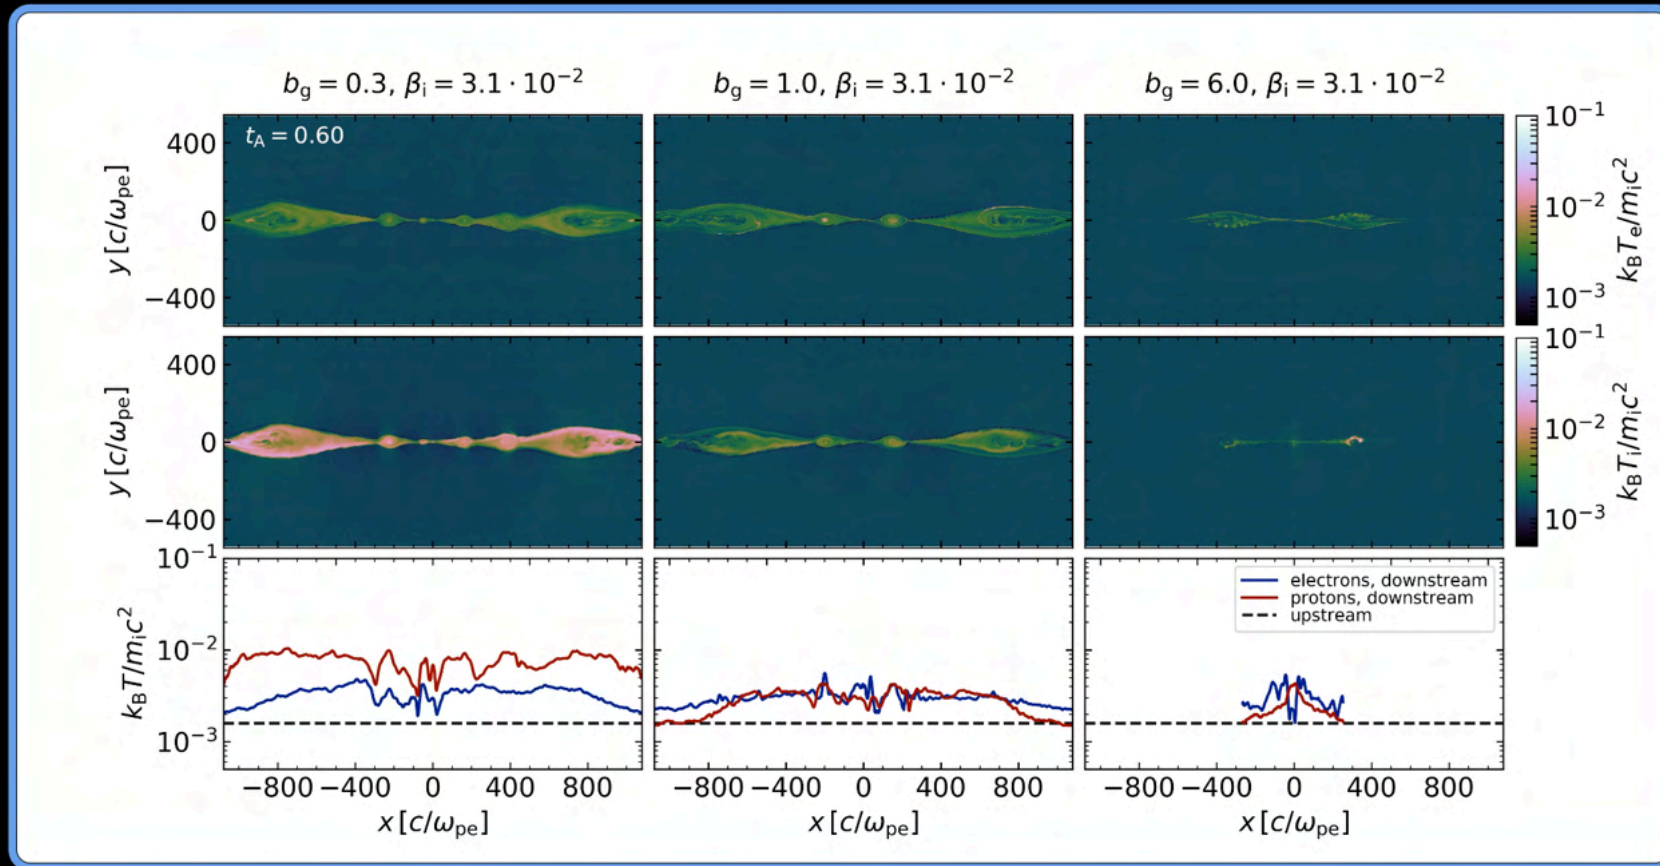 b_g = 0.3, β_i = 3.1 · 10⁻²
b_g = 1.0, β_i = 3.1 · 10⁻²
b_g = 6.0, β_i = 3.1 · 10⁻²
t_A = 0.60
400
0
−400
y [c/ω_pe]
10⁻¹
10⁻²
10⁻³
k_B T_e/m_i c²
400
0
−400
y [c/ω_pe]
10⁻¹
10⁻²
10⁻³
k_B T_i/m_i c²
10⁻¹
10⁻²
10⁻³
k_B T/m_i c²
electrons, downstream
protons, downstream
upstream
−800 −400 0 400 800
−800 −400 0 400 800
−800 −400 0 400 800
x [c/ω_pe]
x [c/ω_pe]
x [c/ω_pe]